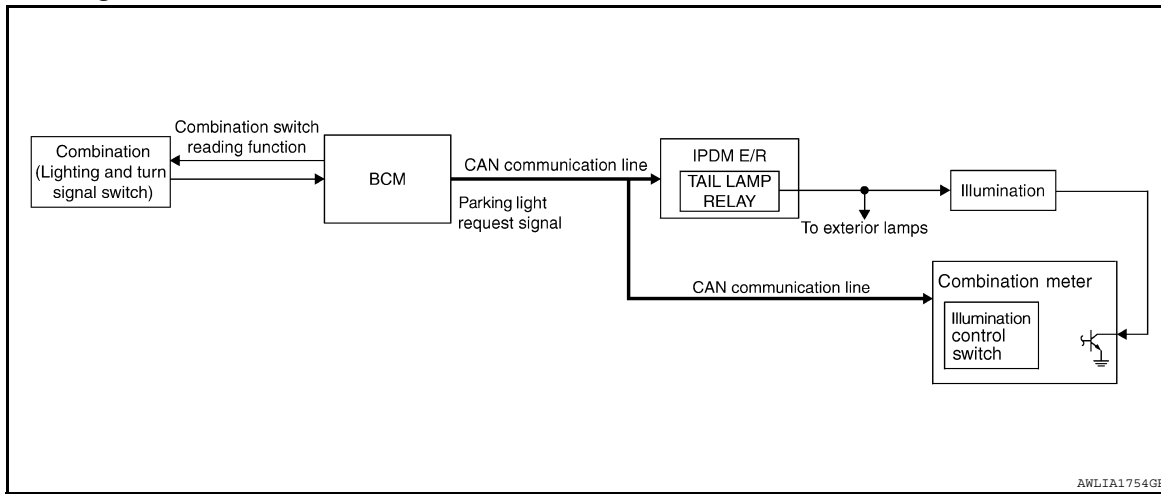 Combination switch
reading function
Combination
(Lighting and turn
signal switch)
BCM
CAN communication line
Parking light
request signal
IPDM E/R
TAIL LAMP
RELAY
To exterior lamps
Illumination
CAN communication line
Combination meter
Illumination
control
switch